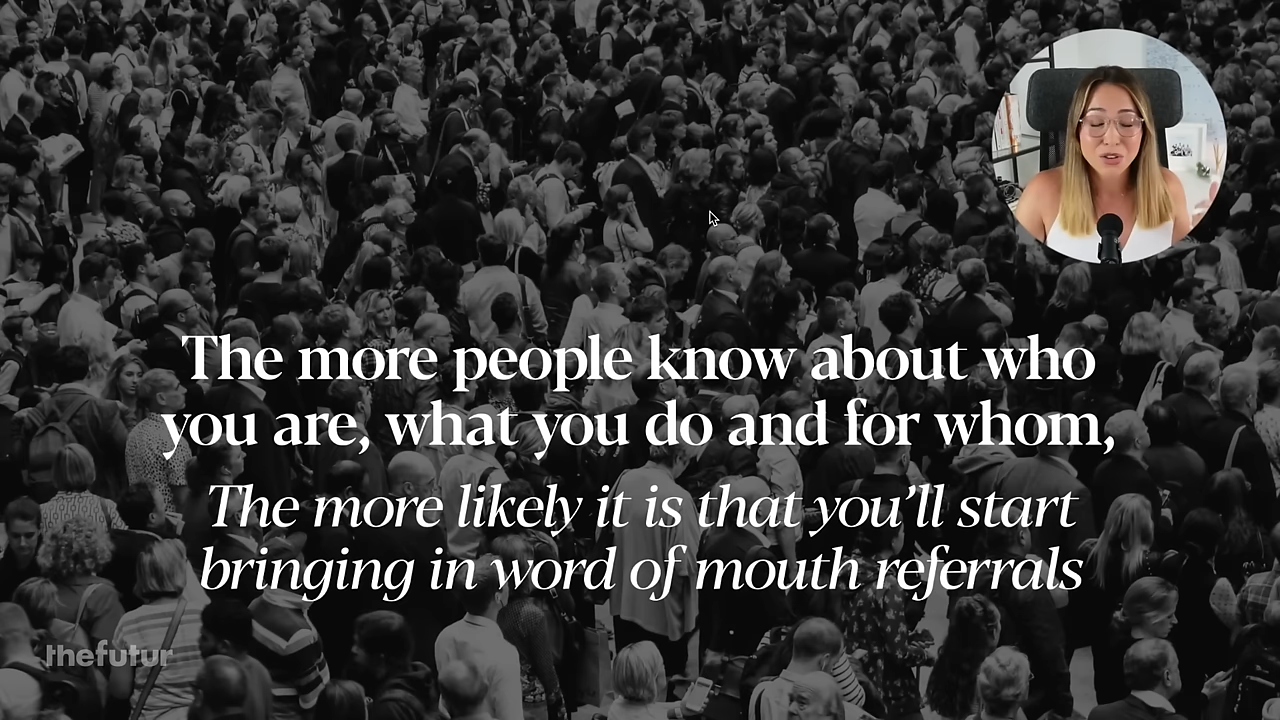 The more people know about who
you are, what you do and for whom,
The more likely it is that you'll start
bringing in word of mouth referrals
thefutur